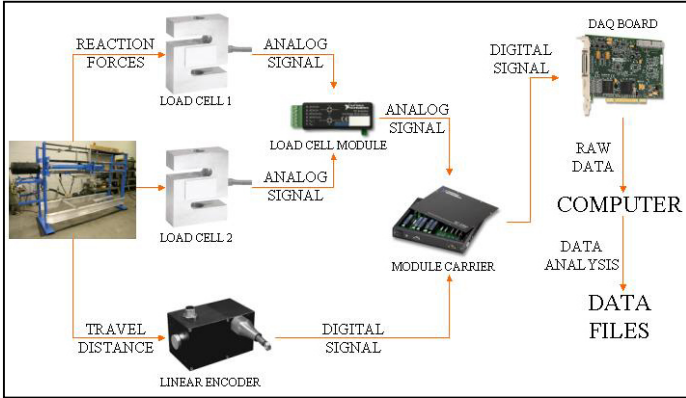 REACTION
FORCES
LOAD CELL 1
ANALOG
SIGNAL
LOAD CELL 2
ANALOG
SIGNAL
LOAD CELL MODULE
ANALOG
SIGNAL
MODULE CARRIER
TRAVEL
DISTANCE
LINEAR ENCODER
DIGITAL
SIGNAL
DIGITAL
SIGNAL
DAQ BOARD
RAW
DATA
COMPUTER
DATA
ANALYSIS
DATA
FILES